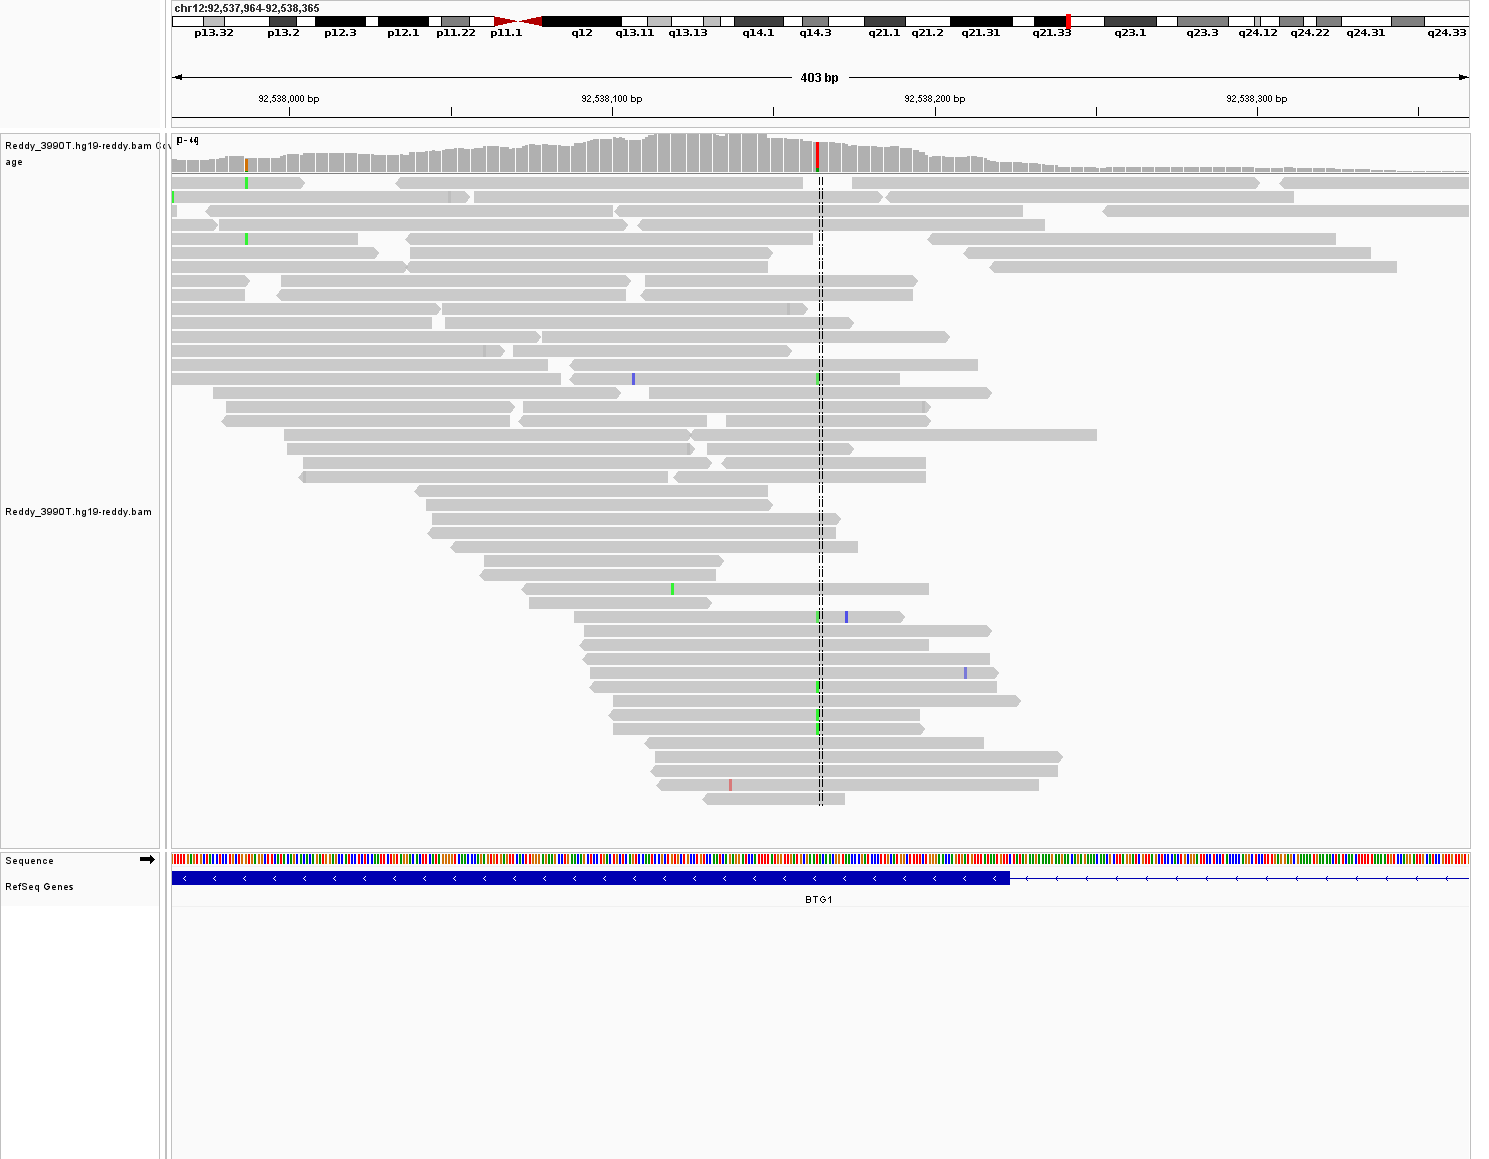 chr12:92,537,964-92,538,365
p13.32 p13.2 p12.3 p12.1 p11.22 p11.1 q12 q13.11 q13.13 q14.1 q14.3 q21.1 q21.2 q21.31 q21.33 q23.1 q23.3 q24.12 q24.22 q24.31 q24.33
403 bp
92,538,000 bp 92,538,100 bp 92,538,200 bp 92,538,300 bp
Reddy_3990T.hg19-reddy.bam Cov
age
[0 - 44]
Reddy_3990T.hg19-reddy.bam
Sequence
RefSeq Genes
BTG1